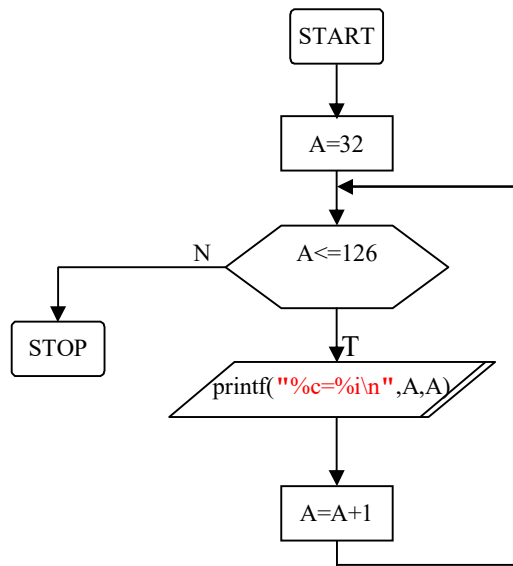 START
A=32
A<=126
N
STOP
T
printf("%c=%i\n",A,A)
A=A+1